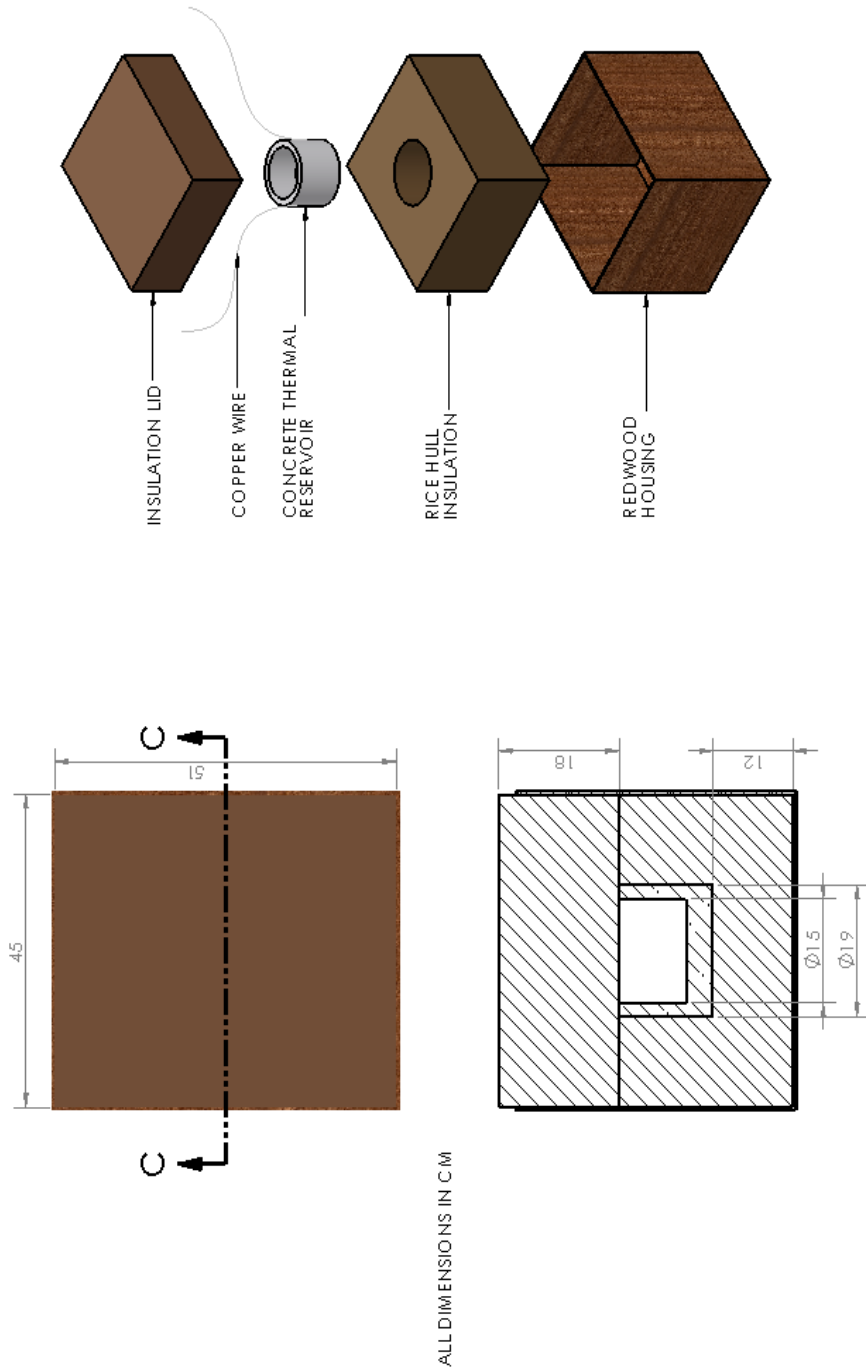 INSULATION LID
COPPER WIRE
CONCRETE THERMAL
RESERVOIR
RICE HULL
INSULATION
REDWOOD
HOUSING
45
51
C
C
18
12
Ø15
Ø19
ALL DIMENSIONS IN CM